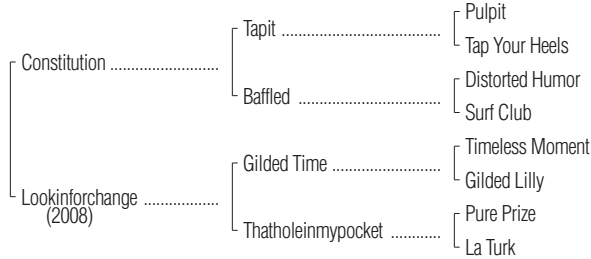 Pulpit
Tapit ................................................
Tap Your Heels
Constitution .................................
Distorted Humor
Baffled ...........................................
Surf Club
Timeless Moment
Gilded Time .................................
Gilded Lilly
Lookinforchange ......................
(2008)
Pure Prize
Thatholeinmypocket ...............
La Turk